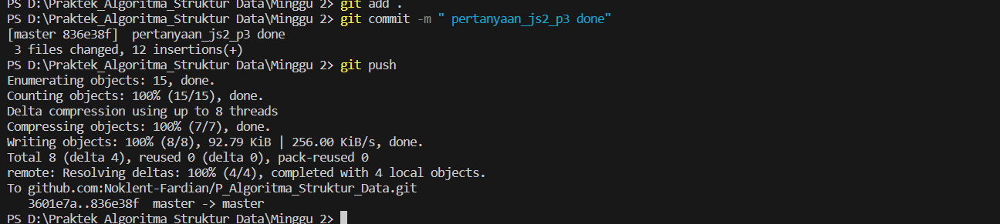 PS D:\Praktek_Algoritma_Struktur Data\Minggu 2> git add .
PS D:\Praktek_Algoritma_Struktur Data\Minggu 2> git commit -m " pertanyaan_js2_p3 done"
[master 836e38f]  pertanyaan_js2_p3 done
 3 files changed, 12 insertions(+)
PS D:\Praktek_Algoritma_Struktur Data\Minggu 2> git push
Enumerating objects: 15, done.
Counting objects: 100% (15/15), done.
Delta compression using up to 8 threads
Compressing objects: 100% (7/7), done.
Writing objects: 100% (8/8), 92.79 KiB | 256.00 KiB/s, done.
Total 8 (delta 4), reused 0 (delta 0), pack-reused 0
remote: Resolving deltas: 100% (4/4), completed with 4 local objects.
To github.com:Noklent-Fardian/P_Algoritma_Struktur_Data.git
   3601e7a..836e38f  master -> master
PS D:\Praktek_Algoritma_Struktur Data\Minggu 2>